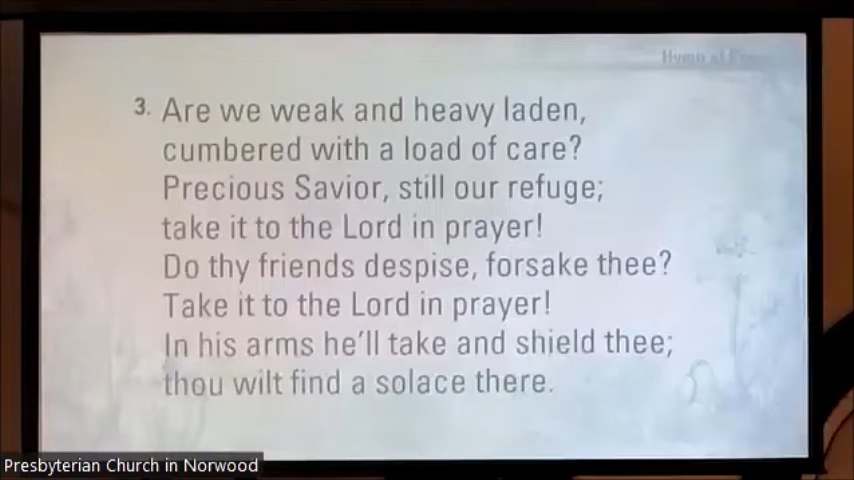 Hymn of
3. Are we weak and heavy laden,
cumbered with a load of care?
Precious Savior, still our refuge;
take it to the Lord in prayer!
Do thy friends despise, forsake thee?
Take it to the Lord in prayer!
In his arms he'll take and shield thee;
thou wilt find a solace there.
Presbyterian Church in Norwood